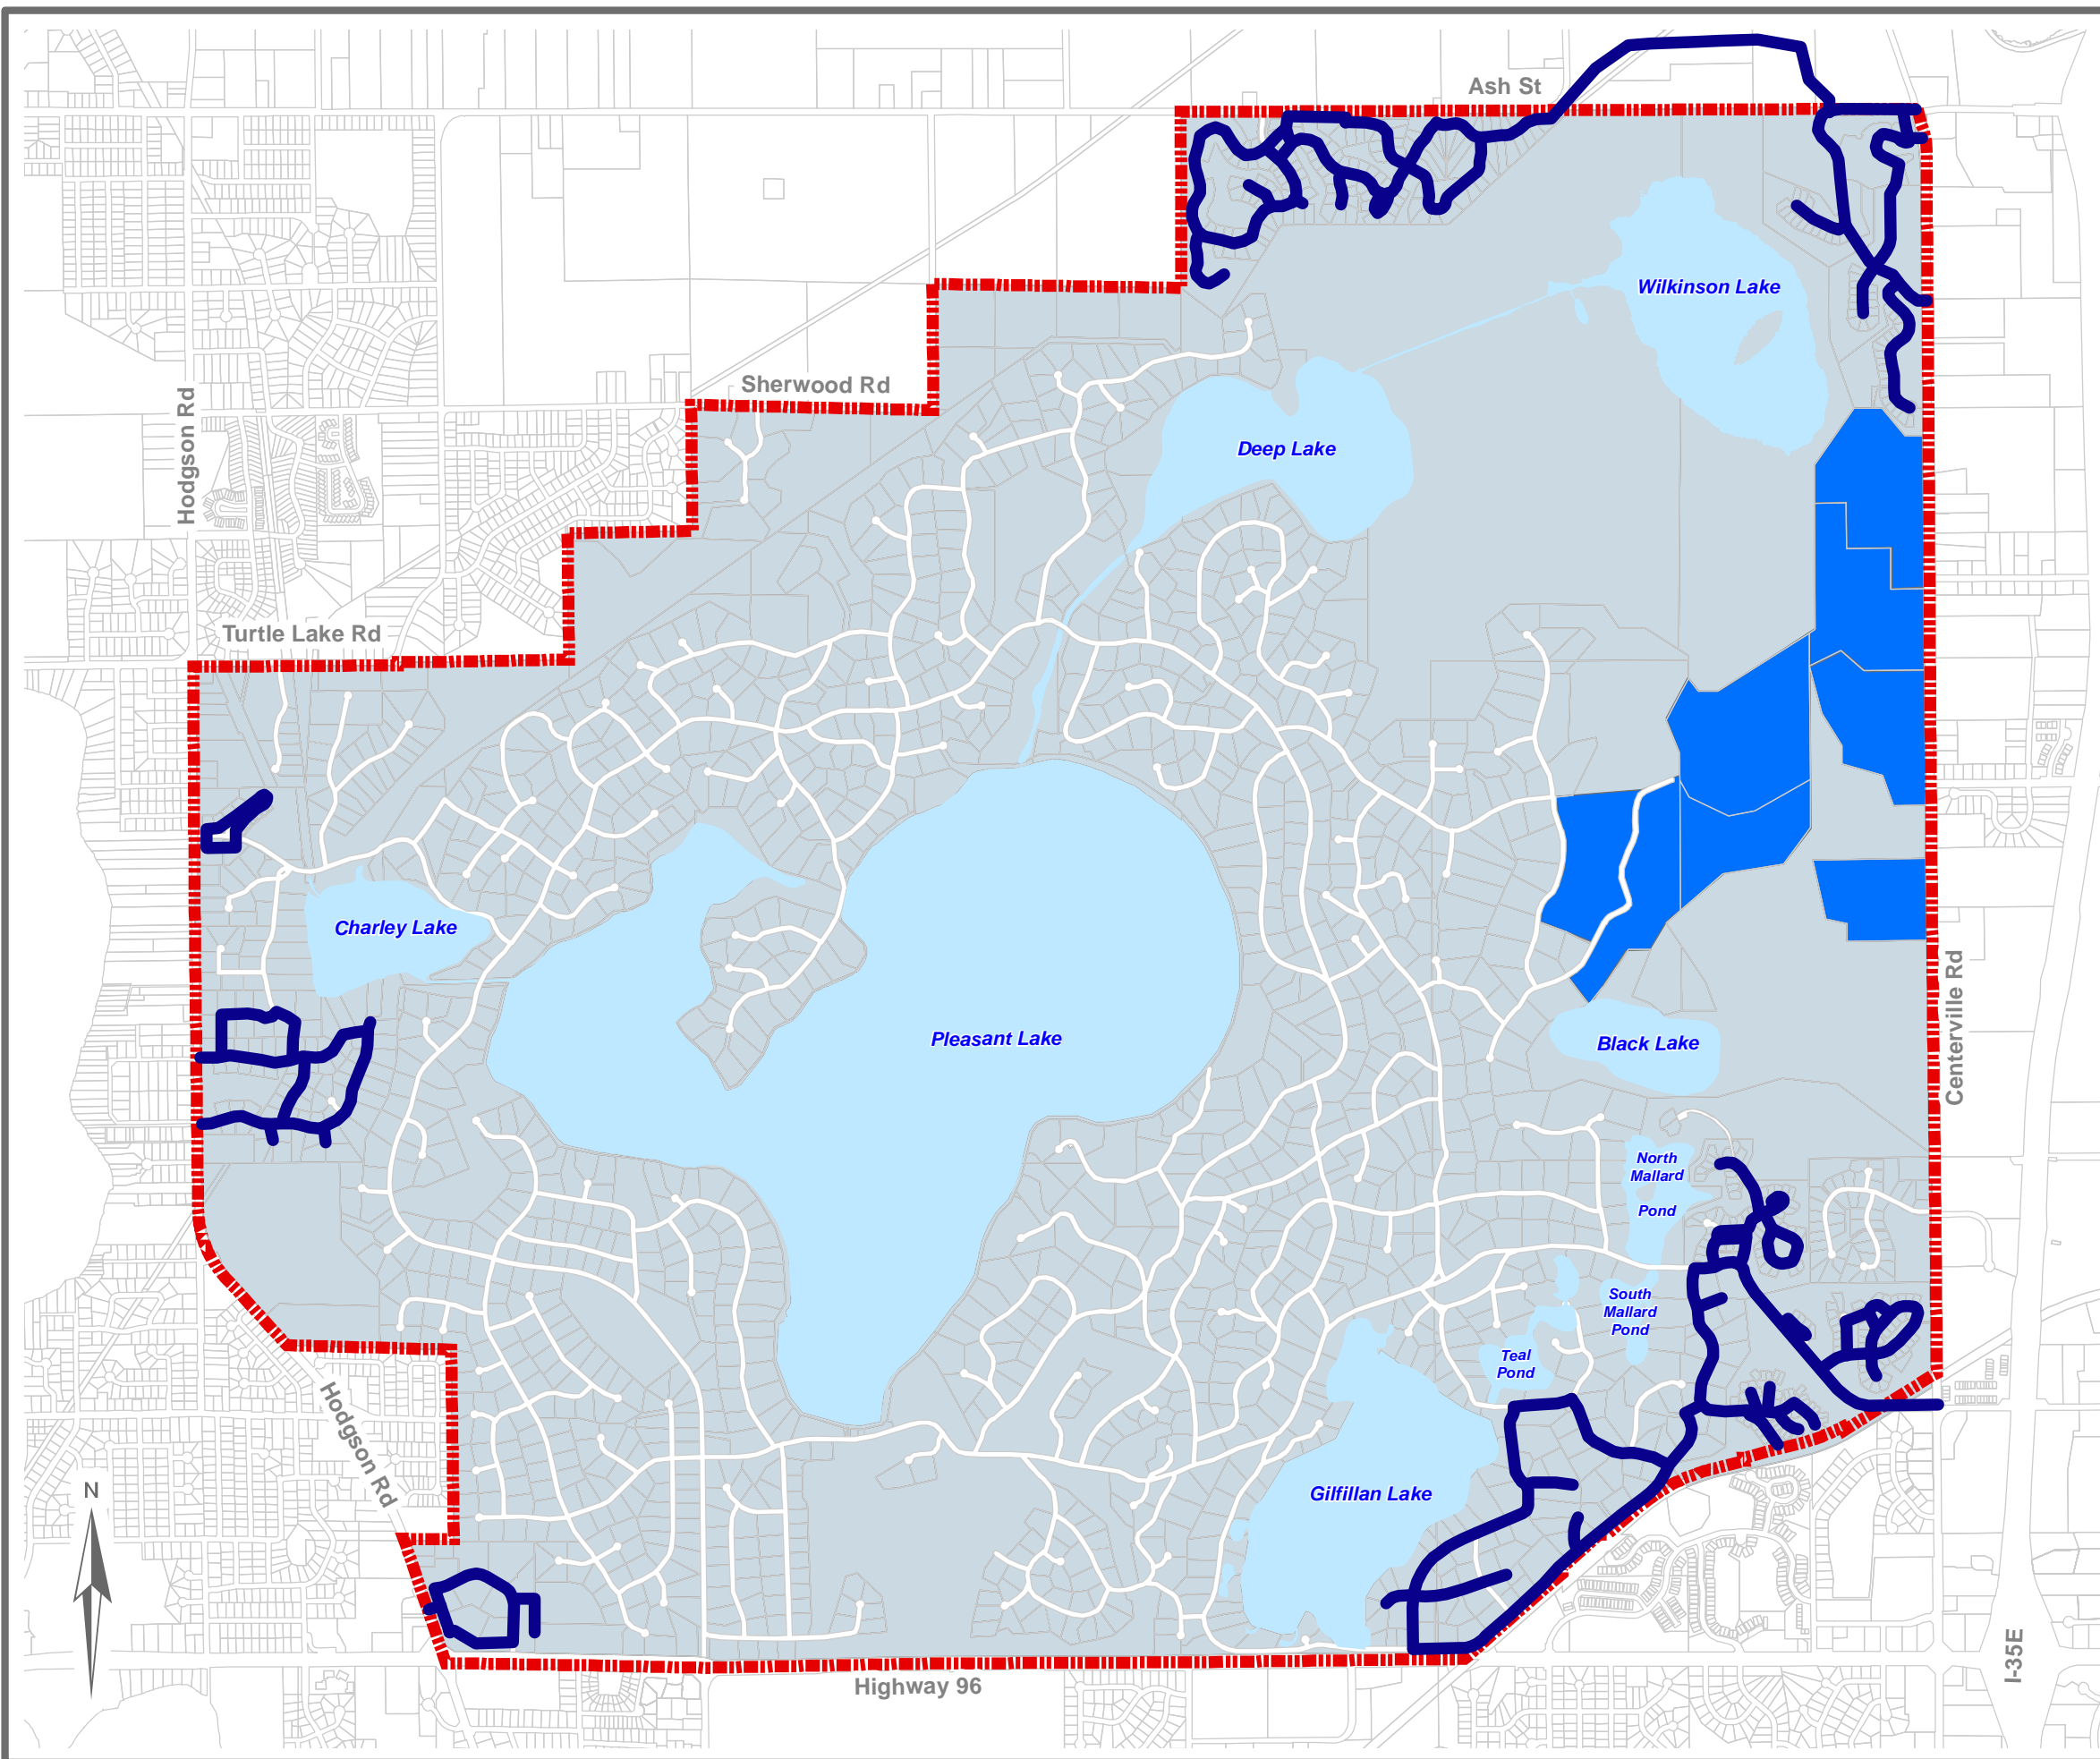 Ash St
Wilkinson Lake
Sherwood Rd
Hodgson Rd
Deep Lake
Turtle Lake Rd
Charley Lake
Pleasant Lake
Black Lake
Centerville Rd
North
Mallard
Pond
South
Mallard
Pond
Teal
Pond
Hodgson Rd
Gilfillan Lake
N
I-35E
Highway 96